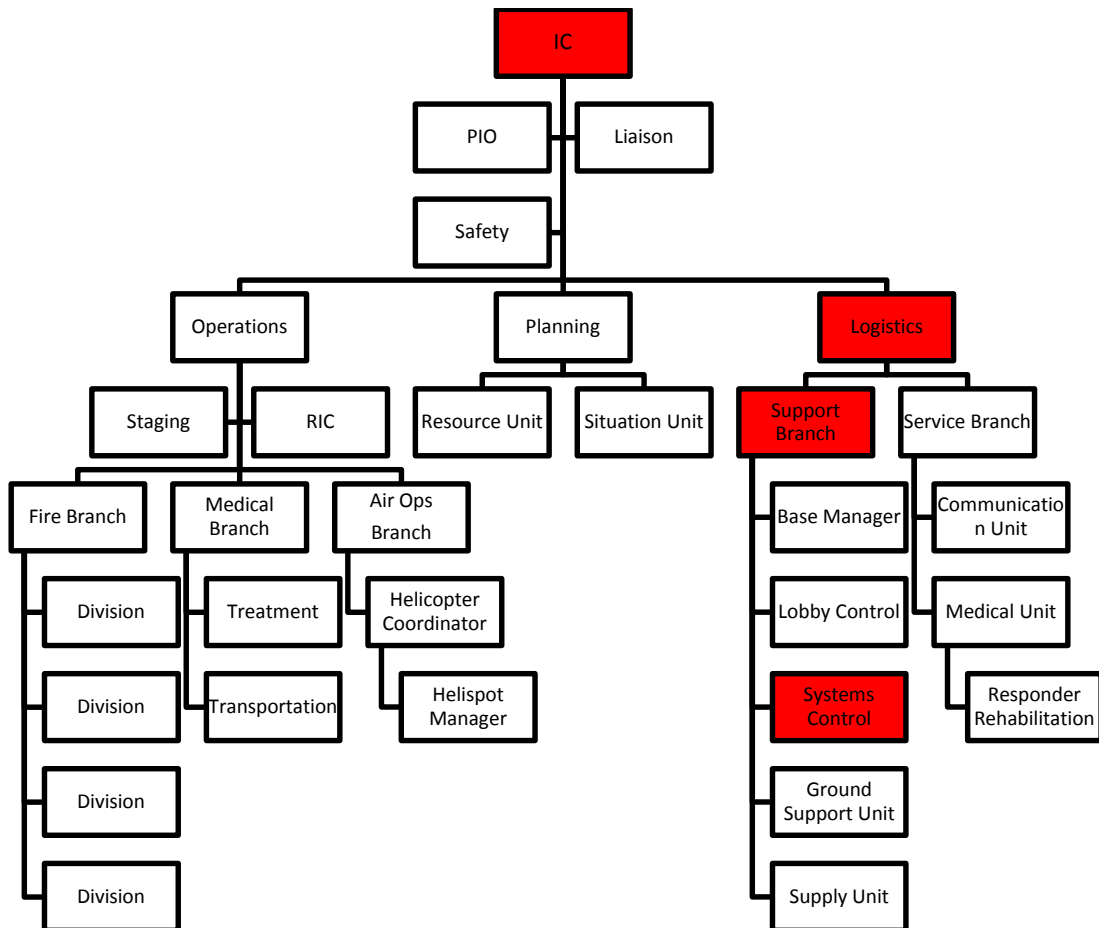 IC
PIO
Liaison
Safety
Operations
Planning
Logistics
Staging
RIC
Resource Unit
Situation Unit
Support
Branch
Service Branch
Fire Branch
Medical
Branch
Air Ops
Branch
Base Manager
Communicatio
n Unit
Division
Treatment
Helicopter
Coordinator
Lobby Control
Medical Unit
Division
Transportation
Helispot
Manager
Systems
Control
Responder
Rehabilitation
Division
Ground
Support Unit
Division
Supply Unit